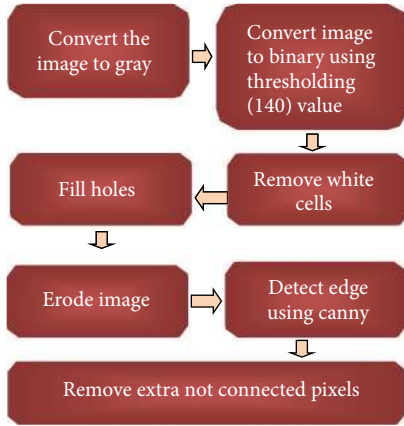 Convert the
image to gray
Convert image
to binary using
thresholding
(140) value
Remove white
cells
Fill holes
Erode image
Detect edge
using canny
Remove extra not connected pixels